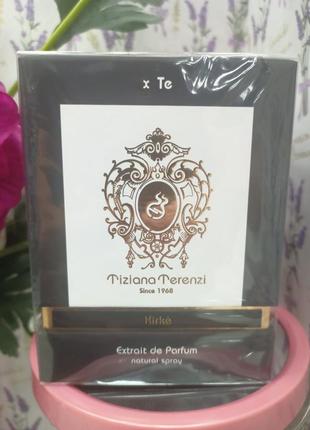 x Te
Tiziana Terenzi
Since 1968
Kirkè
Extrait de Parfum
natural spray